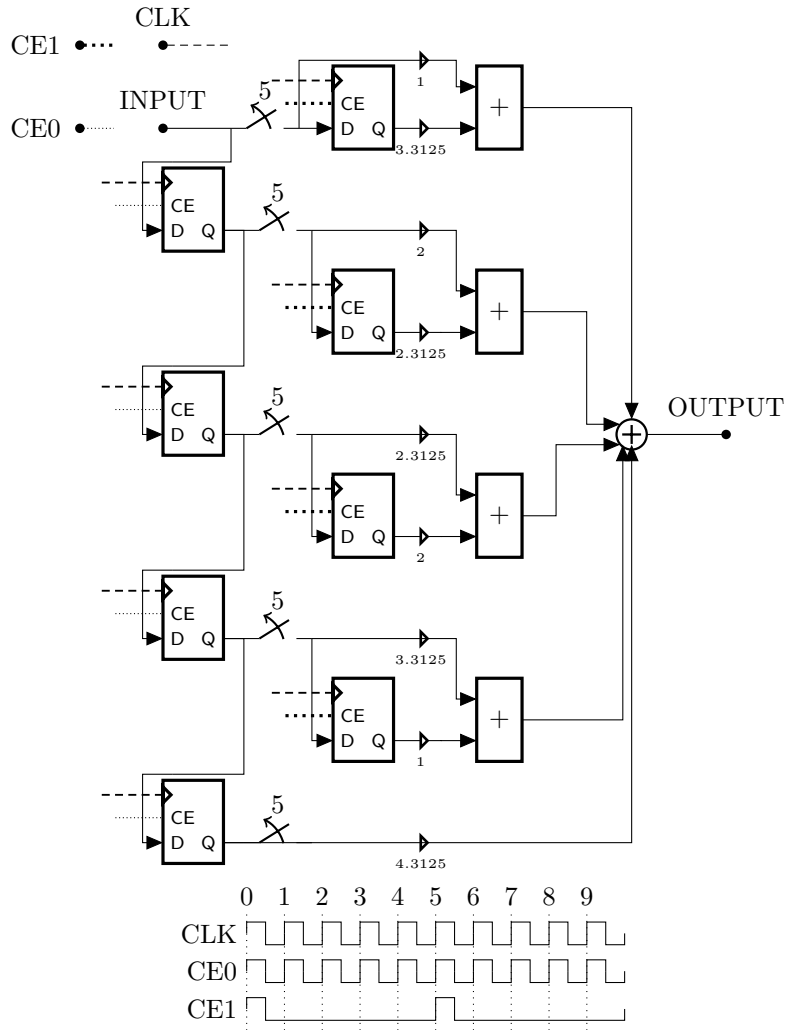 CLK
CE1
INPUT
CE0
5
1
CE
D Q
+
3.3125
CE
D Q
5
2
CE
D Q
+
2.3125
CE
D Q
5
2.3125
OUTPUT
+
CE
D Q
+
2
CE
D Q
5
3.3125
CE
D Q
+
1
CE
D Q
5
4.3125
0 1 2 3 4 5 6 7 8 9
CLK
CE0
CE1